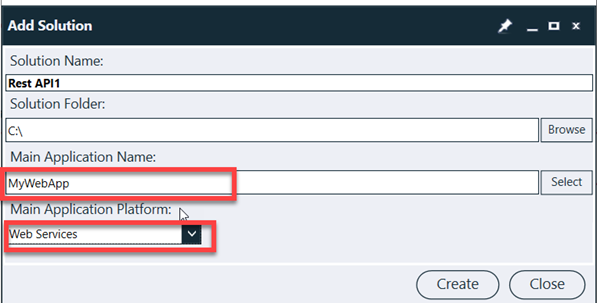 Add Solution
Solution Name:
Rest API1
Solution Folder:
C:\
Browse
Main Application Name:
MyWebApp
Select
Main Application Platform:
Web Services
Create
Close